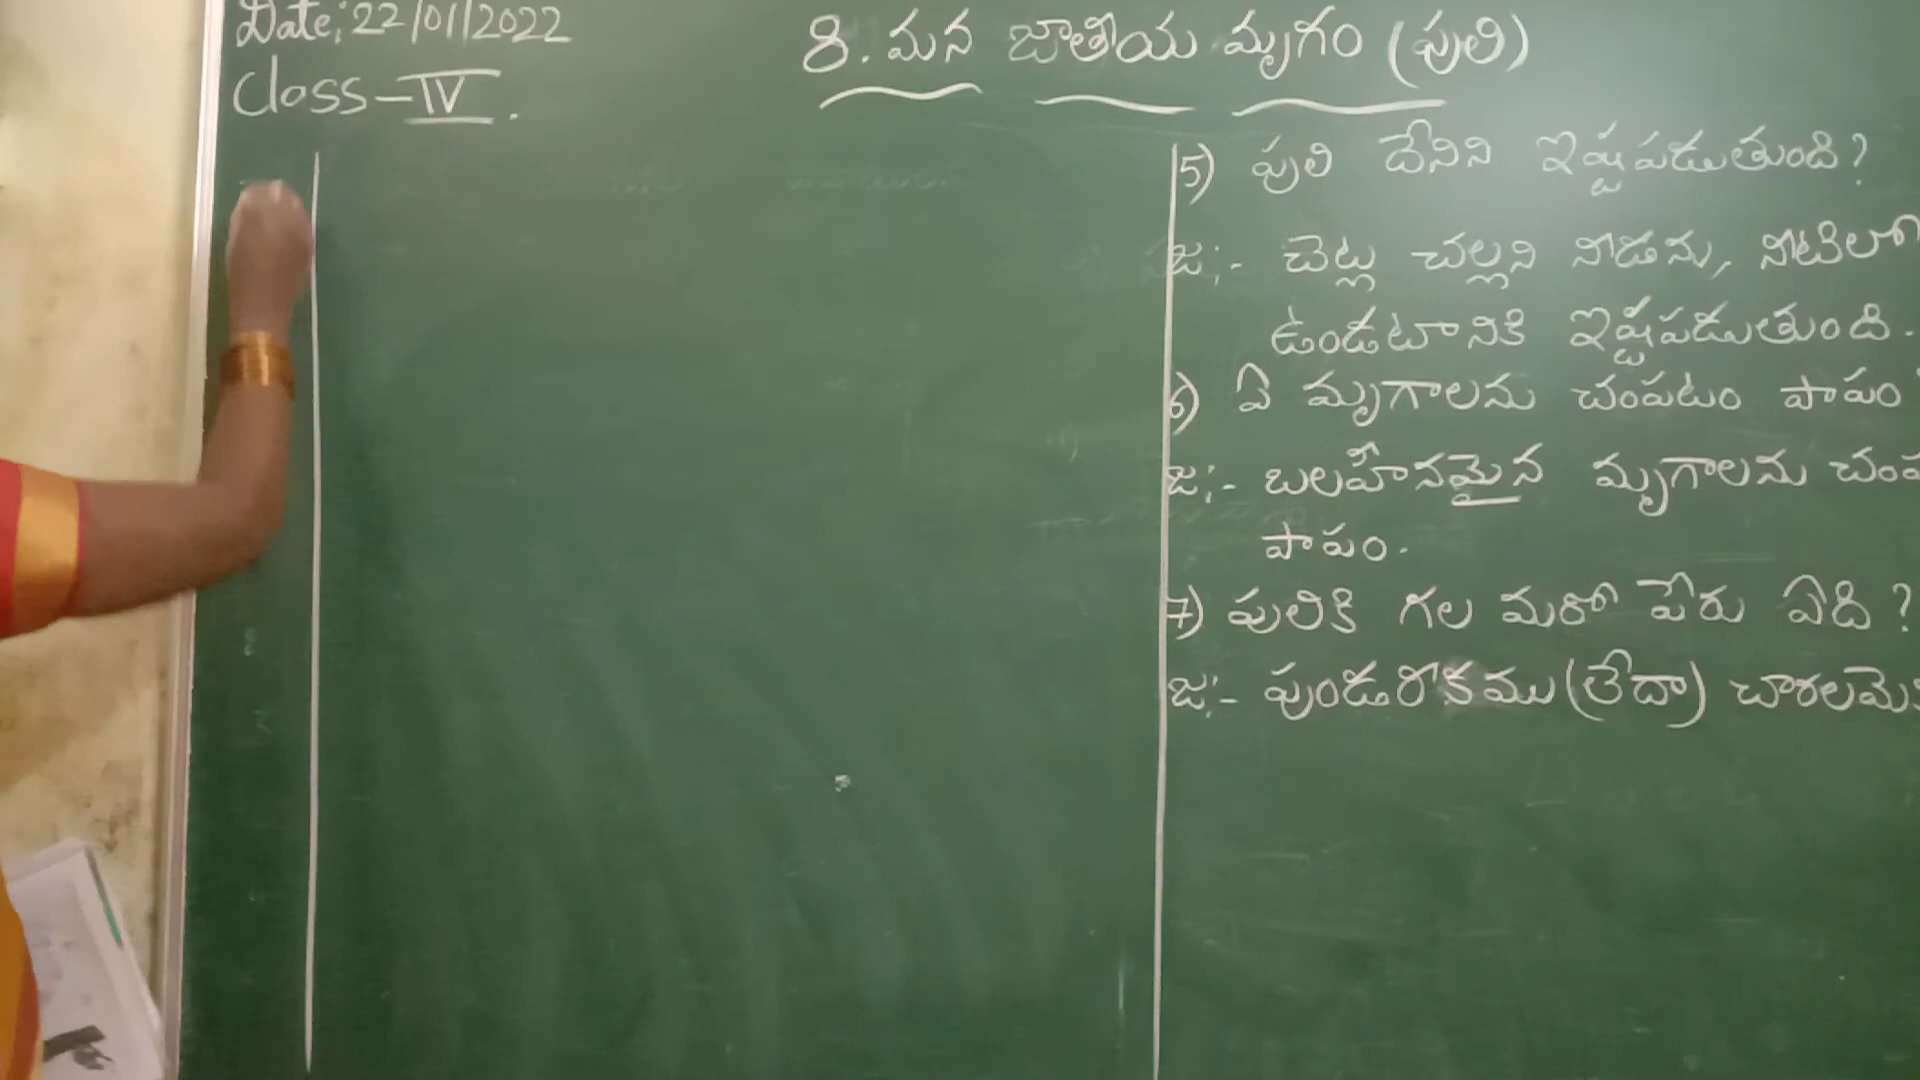 Date: 22/01/2022
Class-IV.
8. మన జాతీయ మృగం (పులి)
5) పులి దేనిని ఇష్టపడుతుంది?
జ:- చెట్లు చల్లని నీడను, నీటిలో
ఉండటానికి ఇష్టపడుతుంది.
6) ఏ మృగాలను చంపటం పాపం?
జ:- బలహీనమైన మృగాలను
పాపం.
7) పులికి గల మరో పేరు ఏది?
జ:- పుండరీకము (లేదా)